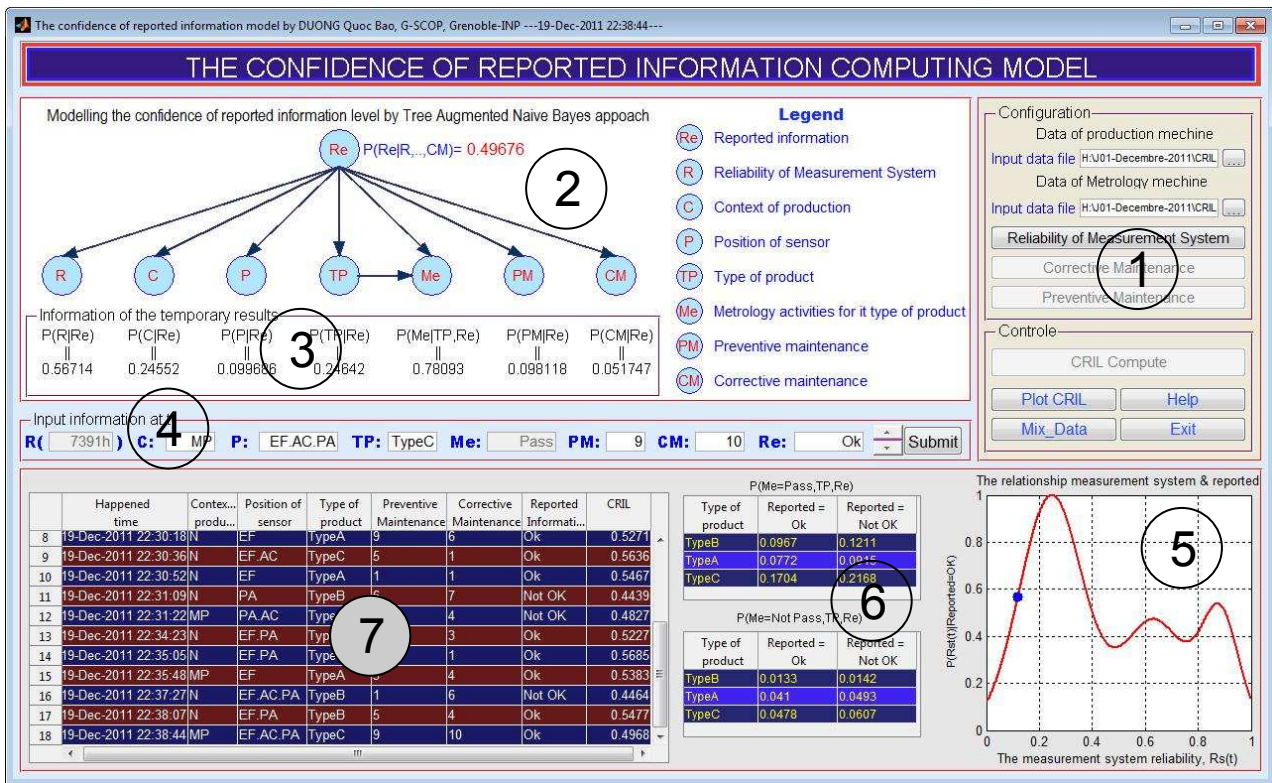 The confidence of reported information model by DUONG Quoc Bao, G-SCOP, Grenoble-INP ---19-Dec-2011 22:38:44---
THE CONFIDENCE OF REPORTED INFORMATION COMPUTING MODEL
Modelling the confidence of reported information level by Tree Augmented Naive Bayes appoach
Re P(Re|R,..,CM)= 0.49676
2
R C P TP Me PM CM
Information of the temporary results
P(R|Re) P(C|Re) P(P|Re) P(TP|Re) P(Me|TP,Re) P(PM|Re) P(CM|Re)
= = = = = = =
0.56714 0.24552 0.099686 0.24642 0.78093 0.098118 0.051747
3
Legend
Re Reported information
R Reliability of Measurement System
C Context of production
P Position of sensor
TP Type of product
Me Metrology activities for it type of product
PM Preventive maintenance
CM Corrective maintenance
Configuration
Data of production mechine
Input data file H:\J01-Decembre-2011\CRIL ...
Data of Metrology mechine
Input data file H:\J01-Decembre-2011\CRIL ...
Reliability of Measurement System
Corrective Maintenance
1
Preventive Maintenance
Controle
CRIL Compute
Plot CRIL Help
Mix_Data Exit
Input information at
4
R( 7391h ) C: MP P: EF.AC.PA TP: TypeC Me: Pass PM: 9 CM: 10 Re: Ok Submit
Happened time Contex... produ... Position of sensor Type of product Preventive Maintenance Corrective Maintenance Reported Informati... CRIL
8 19-Dec-2011 22:30:18 N EF TypeA 9 6 Ok 0.5271
9 19-Dec-2011 22:30:36 N EF.AC TypeC 5 1 Ok 0.5636
10 19-Dec-2011 22:30:52 N EF TypeA 1 1 Ok 0.5467
11 19-Dec-2011 22:31:09 N PA TypeB 7 Not OK 0.4439
12 19-Dec-2011 22:31:22 MP PA.AC 4 Not OK 0.4827
13 19-Dec-2011 22:34:23 N EF.PA 3 Ok 0.5227
14 19-Dec-2011 22:35:05 N EF.PA 1 Ok 0.5685
15 19-Dec-2011 22:35:48 MP EF TypeA 4 Ok 0.5383
16 19-Dec-2011 22:37:27 N EF.AC.PA TypeB 1 6 Not OK 0.4464
17 19-Dec-2011 22:38:07 N EF.PA TypeB 5 4 Ok 0.5477
18 19-Dec-2011 22:38:44 MP EF.AC.PA TypeC 9 10 Ok 0.4968
7
P(Me=Pass,TP,Re)
Type of product Reported = Ok Reported = Not OK
TypeB 0.0967 0.1211
TypeA 0.0772 0.0915
TypeC 0.1704 0.2168
6
P(Me=Not Pass,TP,Re)
Type of product Reported = Ok Reported = Not OK
TypeB 0.0133 0.0142
TypeA 0.041 0.0493
TypeC 0.0478 0.0607
The relationship measurement system & reported
P(Rst(t)|Reported=OK)
1
0.8
0.6
0.4
0.2
0
5
0 0.2 0.4 0.6 0.8 1
The measurement system reliability, Rs(t)